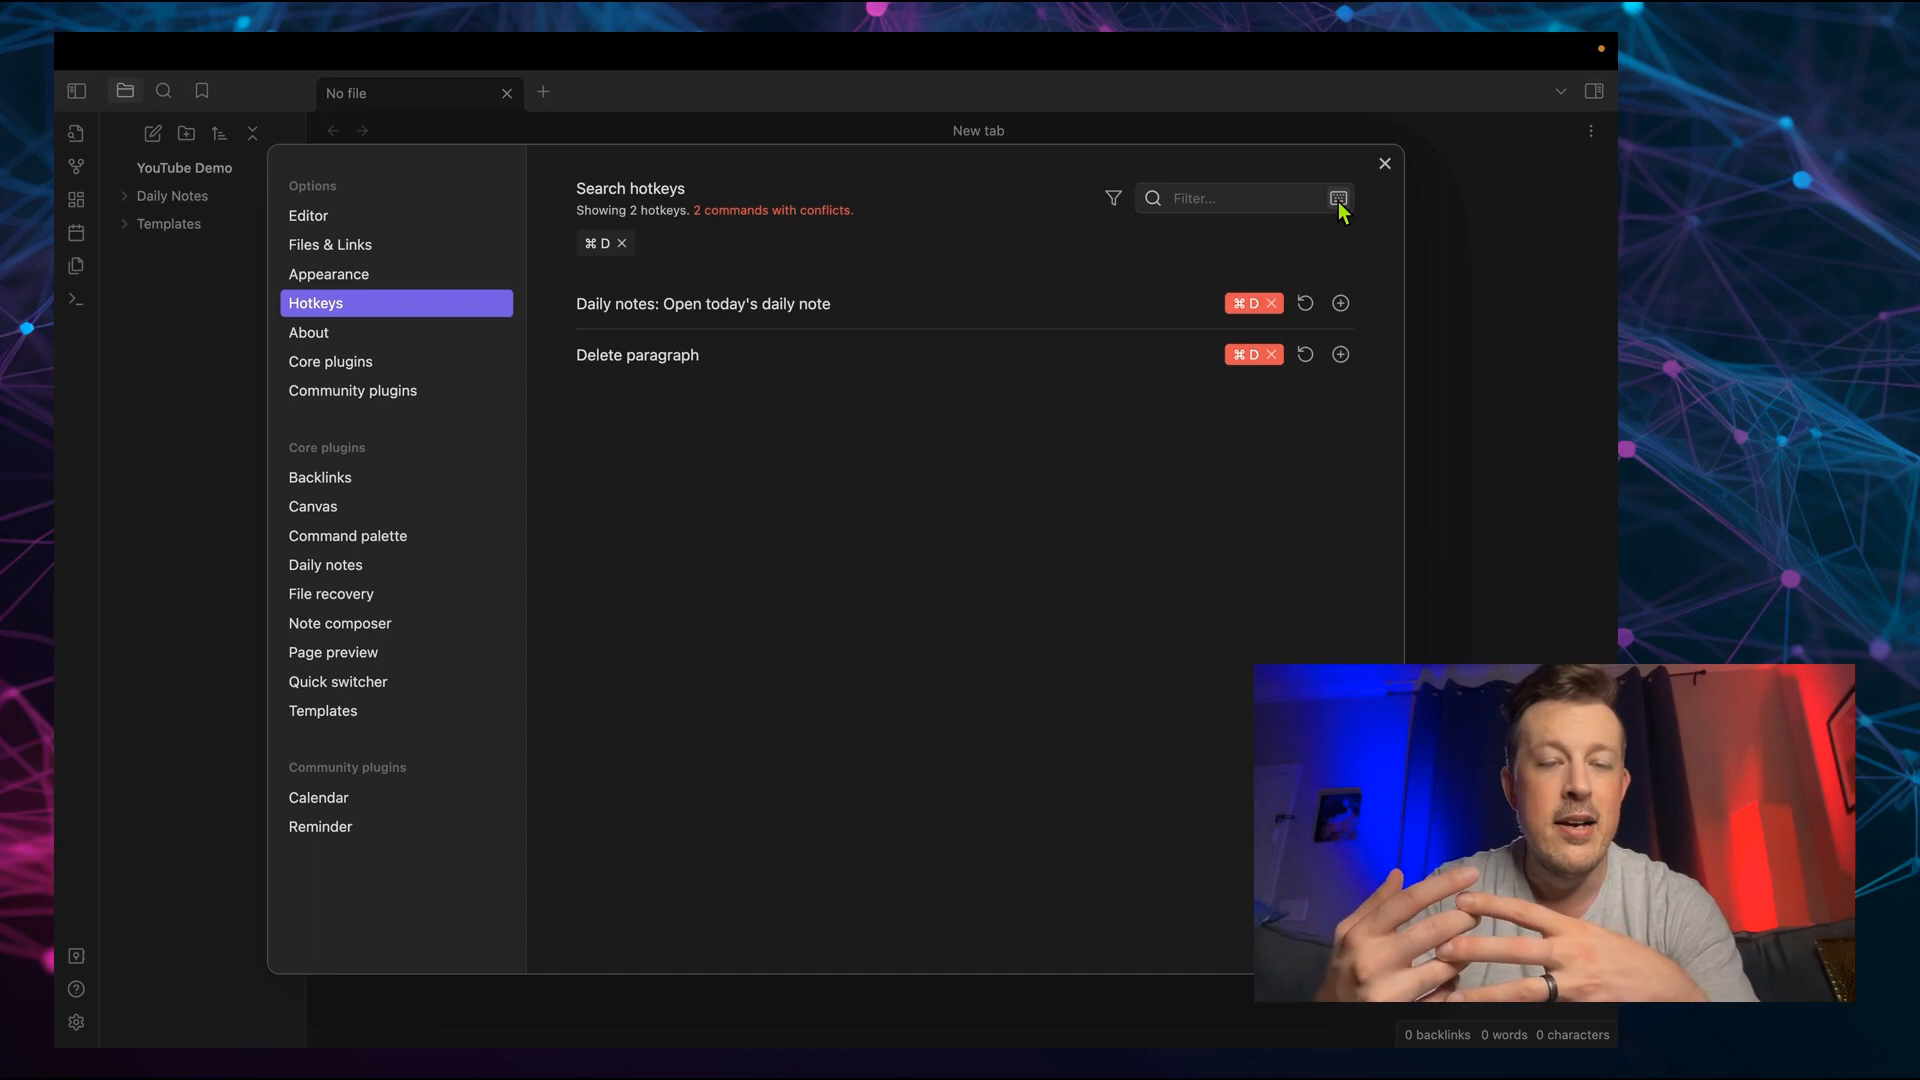 No file
New tab
YouTube Demo
Daily Notes
Templates
Options
Editor
Files & Links
Appearance
Hotkeys
About
Core plugins
Community plugins
Core plugins
Backlinks
Canvas
Command palette
Daily notes
File recovery
Note composer
Page preview
Quick switcher
Templates
Community plugins
Calendar
Reminder
Search hotkeys
Showing 2 hotkeys. 2 commands with conflicts.
Filter...
⌘ D
Daily notes: Open today's daily note
⌘ D
Delete paragraph
⌘ D
0 backlinks 0 words 0 characters